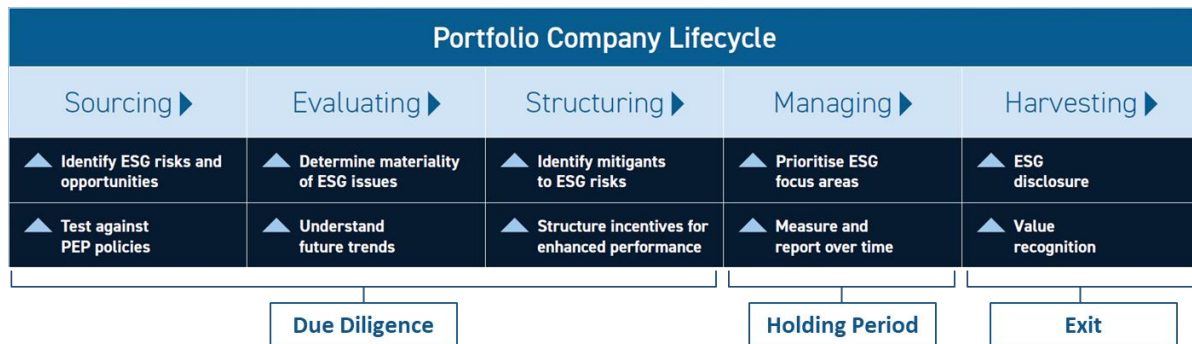 Portfolio Company Lifecycle
Sourcing
Evaluating
Structuring
Managing
Harvesting
Identify ESG risks and
opportunities
Determine materiality
of ESG issues
Identify mitigants
to ESG risks
Prioritise ESG
focus areas
ESG
disclosure
Test against
PEP policies
Understand
future trends
Structure incentives for
enhanced performance
Measure and
report over time
Value
recognition
Due Diligence
Holding Period
Exit